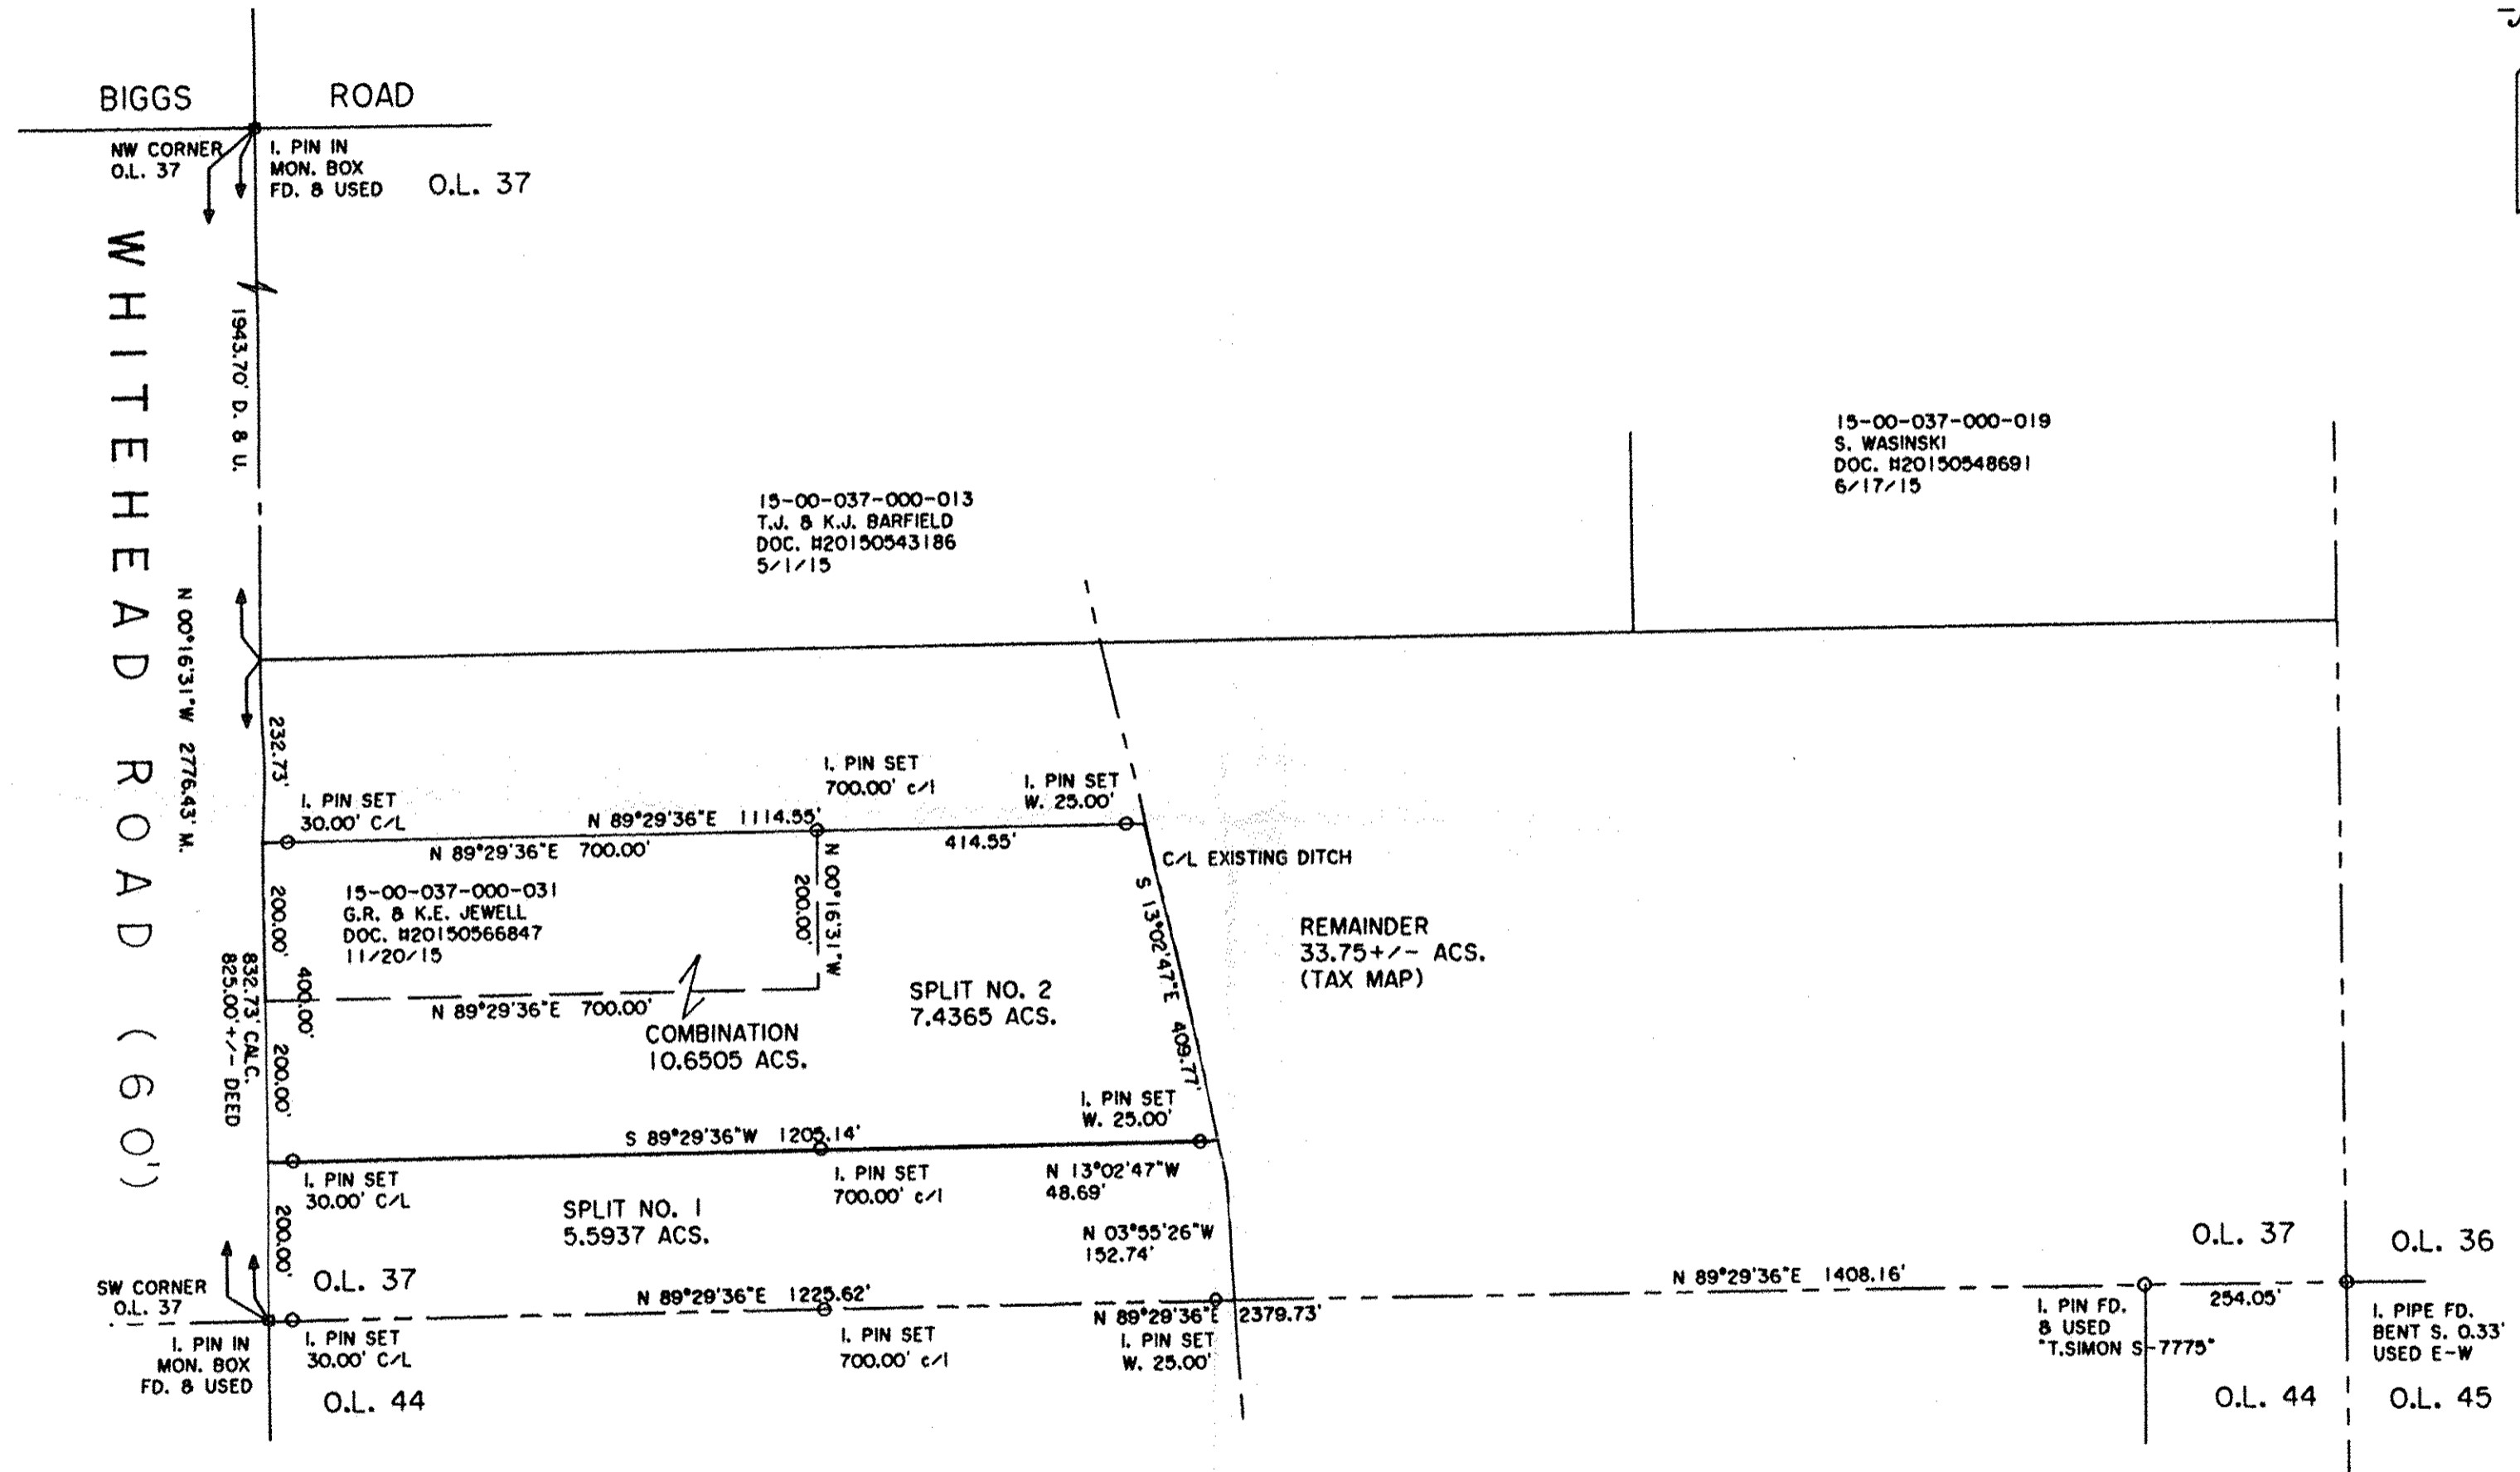 BIGGS ROAD
NW CORNER
O.L. 37
I. PIN IN
MON. BOX
FD. & USED
O.L. 37
WHITEHEAD ROAD (60')
1943.70' D. & U.
N 00°16'31"W 2776.43' M.
15-00-037-000-013
T.J. & K.J. BARFIELD
DOC. #20150543186
5/1/15
15-00-037-000-019
S. WASINSKI
DOC. #20150548691
6/17/15
232.73'
I. PIN SET
30.00' C/L
N 89°29'36"E 1114.55'
I. PIN SET
700.00' c/l
I. PIN SET
W. 25.00'
N 89°29'36"E 700.00'
414.55'
C/L EXISTING DITCH
15-00-037-000-031
G.R. & K.E. JEWELL
DOC. #20150566847
11/20/15
200.00'
N 00°16'31"W
200.00'
S 13°02'47"E 409.77'
REMAINDER
33.75+/- ACS.
(TAX MAP)
832.73' CALC.
825.00'+/- DEED
400.00'
N 89°29'36"E 700.00'
SPLIT NO. 2
7.4365 ACS.
COMBINATION
10.6505 ACS.
200.00'
I. PIN SET
W. 25.00'
S 89°29'36"W 1205.14'
I. PIN SET
30.00' C/L
I. PIN SET
700.00' c/l
N 13°02'47"W
48.69'
SPLIT NO. 1
5.5937 ACS.
200.00'
N 03°55'26"W
152.74'
O.L. 37
O.L. 36
SW CORNER
O.L. 37
O.L. 37
N 89°29'36"E 1225.62'
N 89°29'36"E 1408.16'
N 89°29'36"E 2379.73'
254.05'
I. PIN IN
MON. BOX
FD. & USED
I. PIN SET
30.00' C/L
I. PIN SET
700.00' c/l
I. PIN SET
W. 25.00'
I. PIN FD.
& USED
"T.SIMON S-7775"
I. PIPE FD.
BENT S. 0.33'
USED E-W
O.L. 44
O.L. 44
O.L. 45